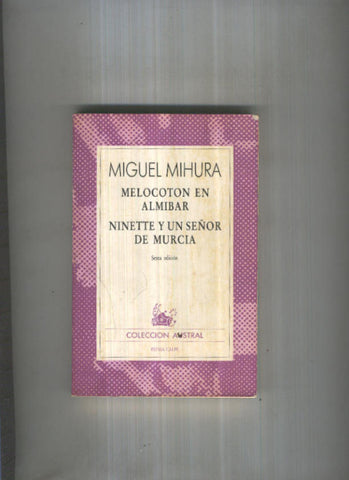 MIGUEL MIHURA
MELOCOTON EN
ALMIBAR
NINETTE Y UN SEÑOR
DE MURCIA
Sexta edición
COLECCION AUSTRAL